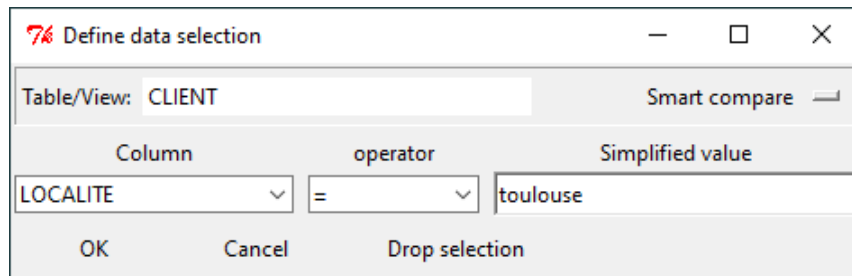 Define data selection
Table/View: CLIENT Smart compare
Column operator Simplified value
LOCALITE = toulouse
OK Cancel Drop selection